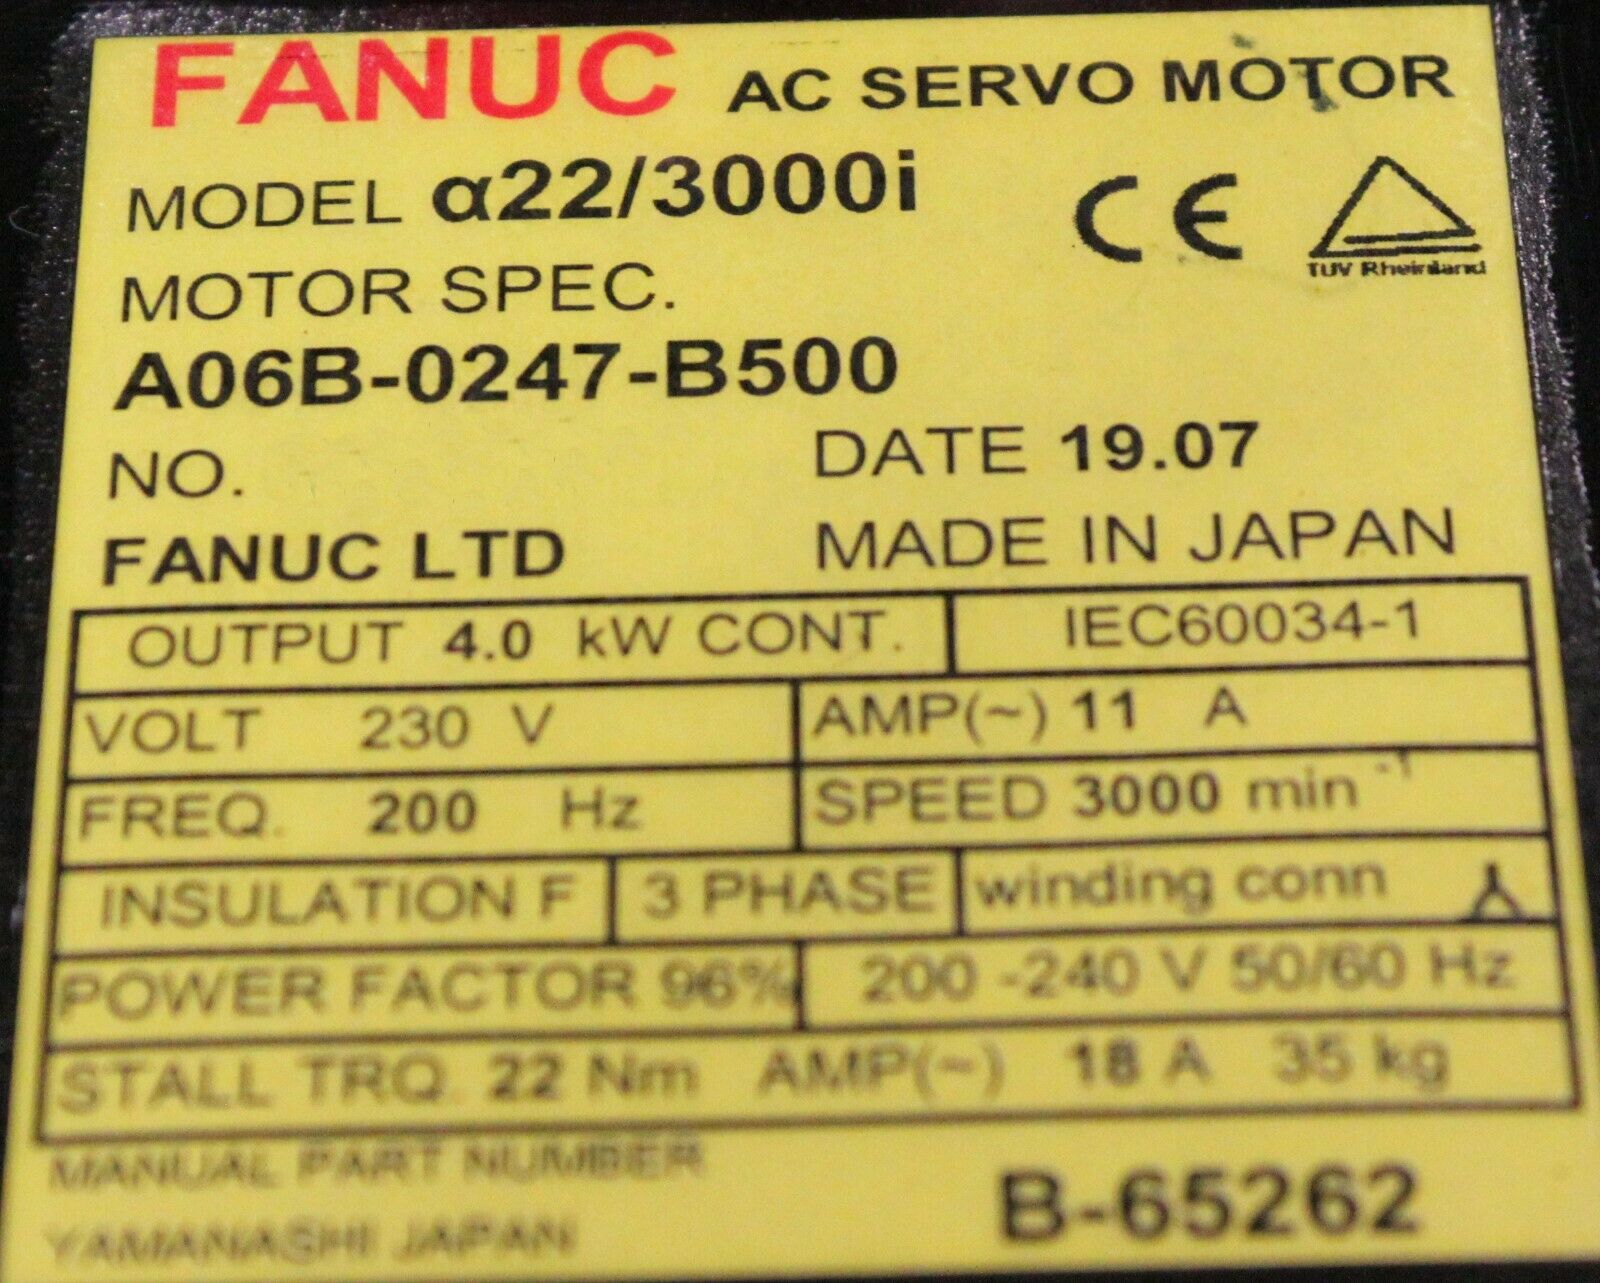 FANUC AC SERVO MOTOR
MODEL α22/3000i
CE
TUV Rheinland
MOTOR SPEC.
A06B-0247-B500
NO. DATE 19.07
FANUC LTD MADE IN JAPAN
OUTPUT 4.0 kW CONT. IEC60034-1
VOLT 230 V AMP(~) 11 A
FREQ. 200 Hz SPEED 3000 min⁻¹
INSULATION F 3 PHASE winding conn
POWER FACTOR 96% 200 -240 V 50/60 Hz
STALL TRQ. 22 Nm AMP(~) 18 A 35 kg
MANUAL PART NUMBER B-65262
YAMANASHI JAPAN